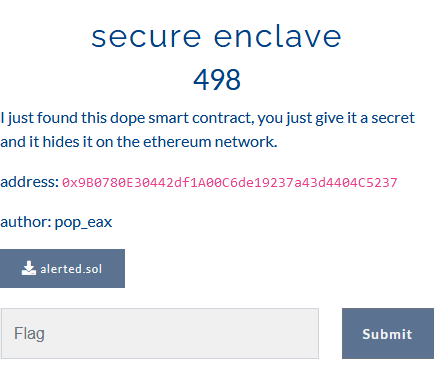 secure enclave
498
I just found this dope smart contract, you just give it a secret
and it hides it on the ethereum network.
address: 0x9B0780E30442df1A00C6de19237a43d4404C5237
author: pop_eax
alerted.sol
Flag
Submit